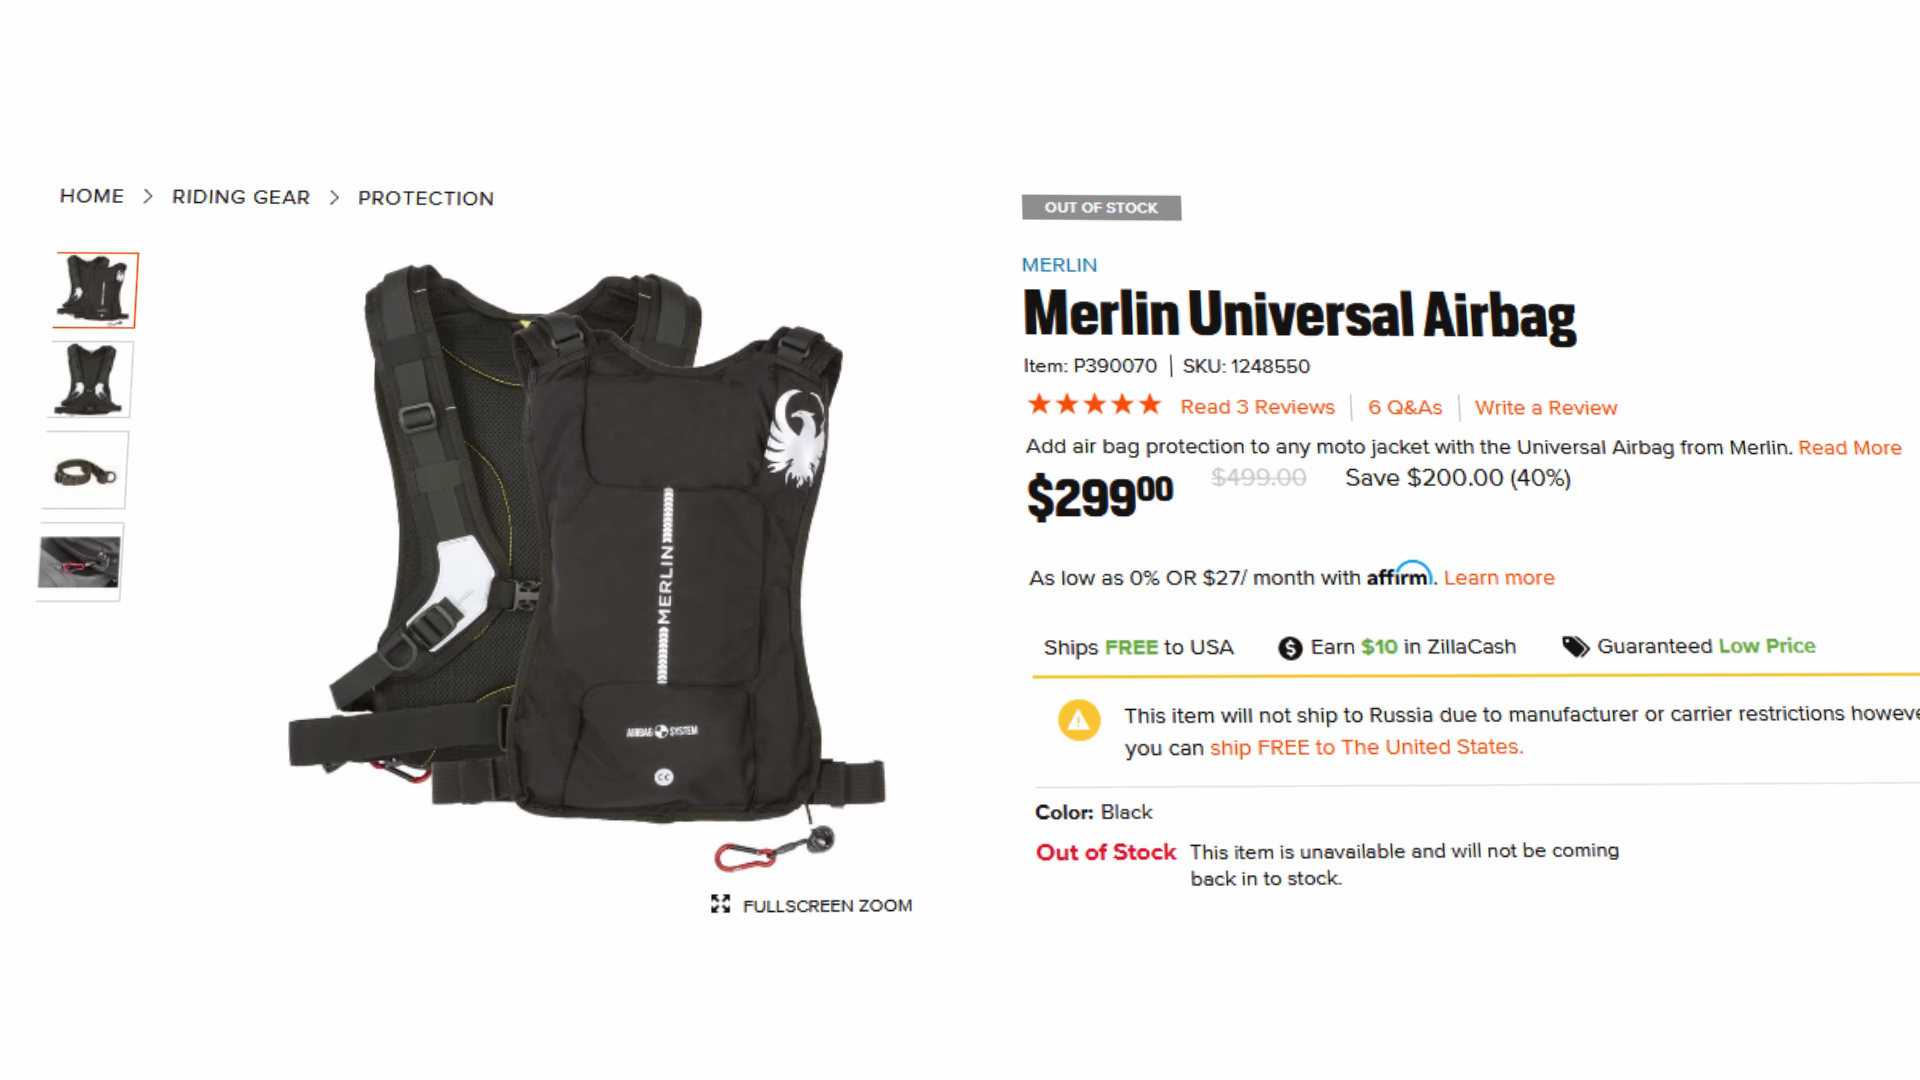 HOME > RIDING GEAR > PROTECTION
OUT OF STOCK
MERLIN
Merlin Universal Airbag
Item: P390070 | SKU: 1248550
★★★★★ Read 3 Reviews | 6 Q&As | Write a Review
Add air bag protection to any moto jacket with the Universal Airbag from Merlin. Read More
$299⁰⁰ $499.00 Save $200.00 (40%)
As low as 0% OR $27/ month with affirm. Learn more
Ships FREE to USA
Earn $10 in ZillaCash
Guaranteed Low Price
This item will not ship to Russia due to manufacturer or carrier restrictions howeve
you can ship FREE to The United States.
Color: Black
Out of Stock This item is unavailable and will not be coming
back in to stock.
MERLIN
AIRBAG SYSTEM
CE
FULLSCREEN ZOOM